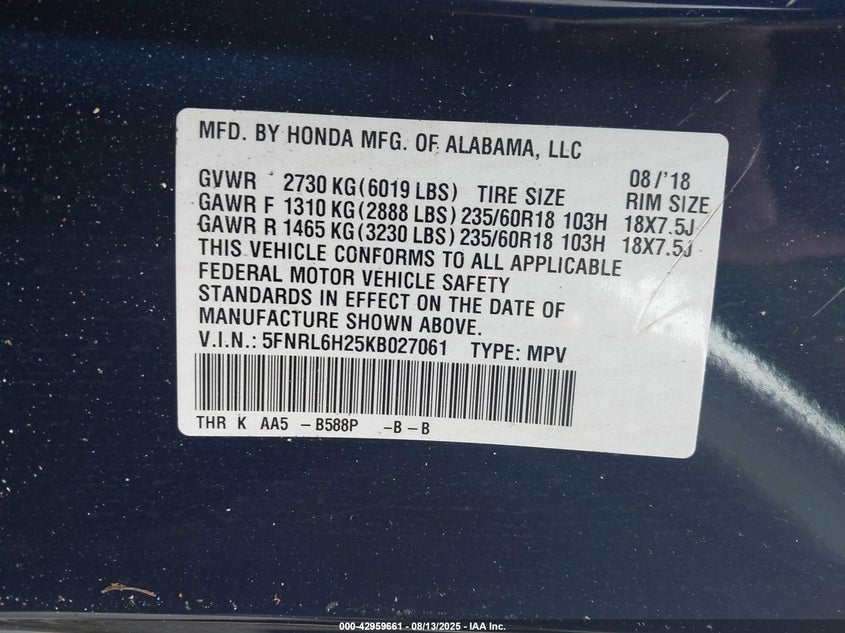 MFD. BY HONDA MFG. OF ALABAMA, LLC
08/'18
GVWR 2730 KG(6019 LBS) TIRE SIZE RIM SIZE
GAWR F 1310 KG(2888 LBS) 235/60R18 103H 18X7.5J
GAWR R 1465 KG(3230 LBS) 235/60R18 103H 18X7.5J
THIS VEHICLE CONFORMS TO ALL APPLICABLE
FEDERAL MOTOR VEHICLE SAFETY
STANDARDS IN EFFECT ON THE DATE OF
MANUFACTURE SHOWN ABOVE.
V.I.N.: 5FNRL6H25KB027061 TYPE: MPV
THR K AA5 -B588P -B-B
000-42959661 - 08/13/2025 - IAA Inc.